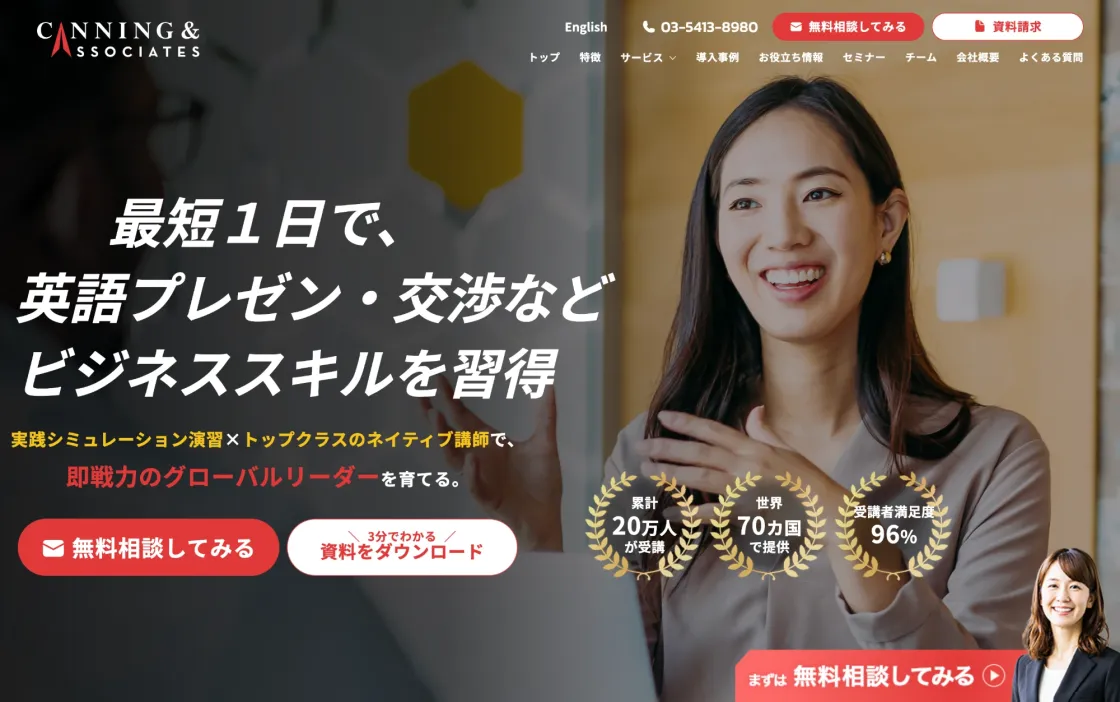 CANNING &
ASSOCIATES
English
03-5413-8980
無料相談してみる
資料請求
トップ
特徴
サービス
導入事例
お役立ち情報
セミナー
チーム
会社概要
よくある質問
最短１日で、
英語プレゼン・交渉など
ビジネススキルを習得
実践シミュレーション演習×トップクラスのネイティブ講師で、
即戦力のグローバルリーダーを育てる。
無料相談してみる
＼ 3分でわかる ／
資料をダウンロード
累計
20万人
が受講
世界
70カ国
で提供
受講者満足度
96%
まずは 無料相談してみる